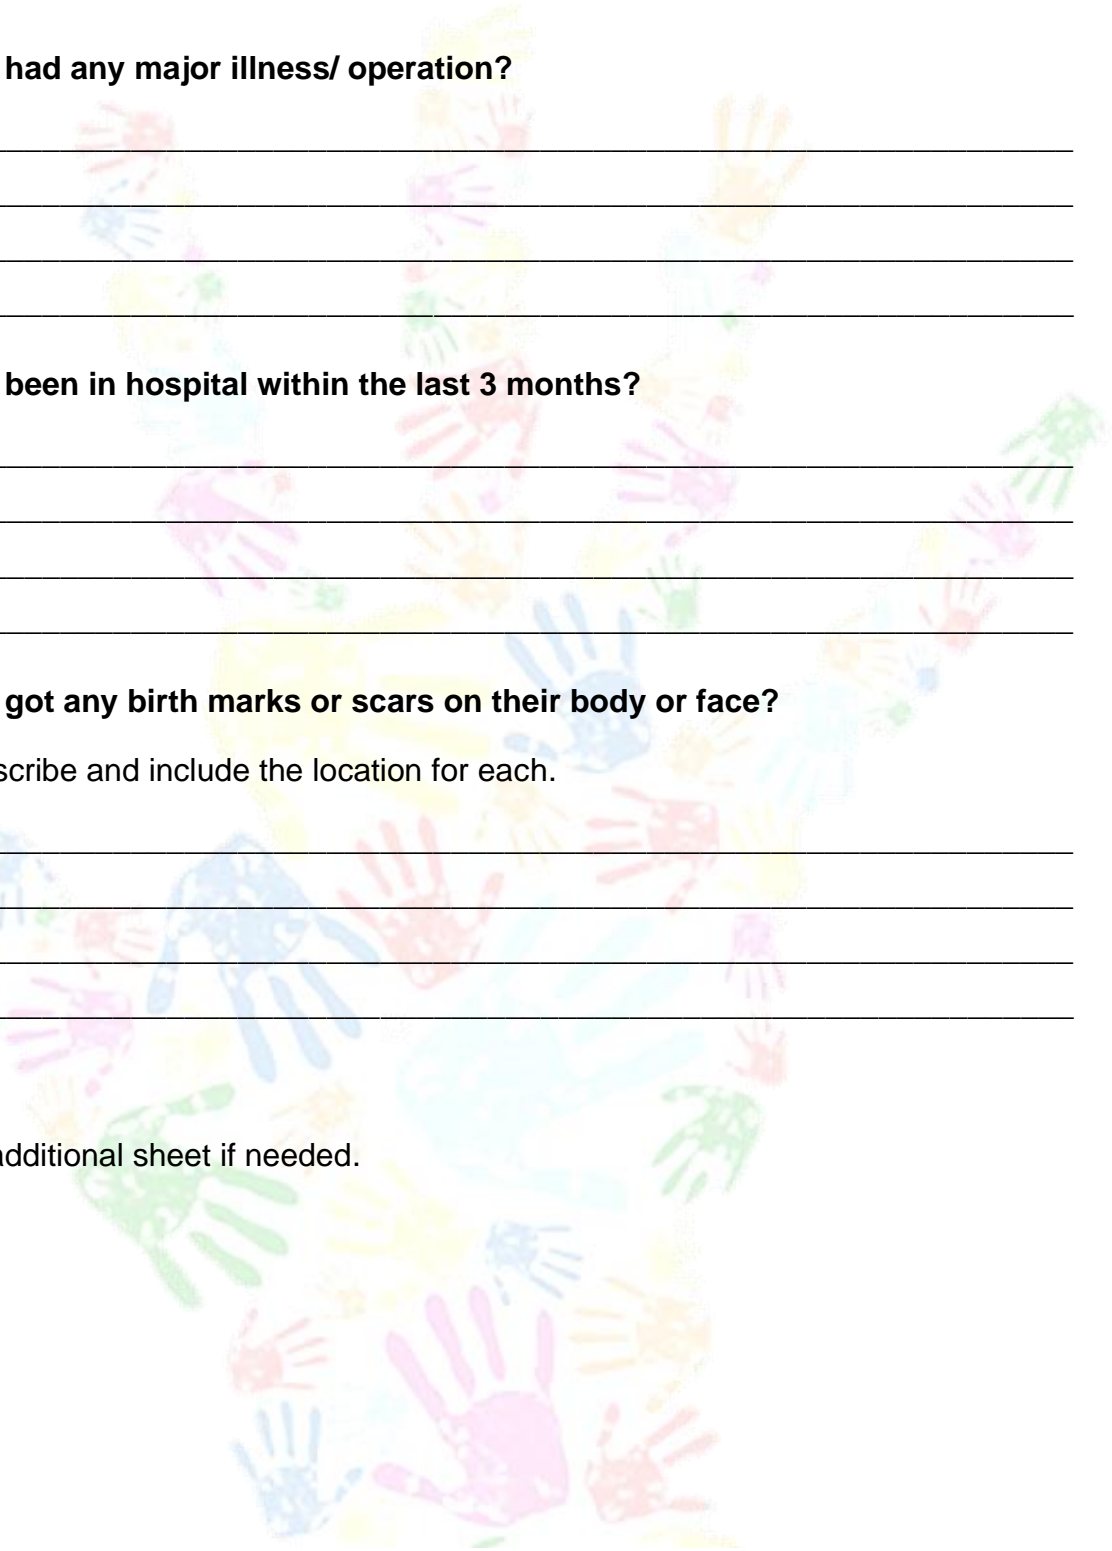 had any major illness/ operation?
been in hospital within the last 3 months?
got any birth marks or scars on their body or face?
scribe and include the location for each.
additional sheet if needed.